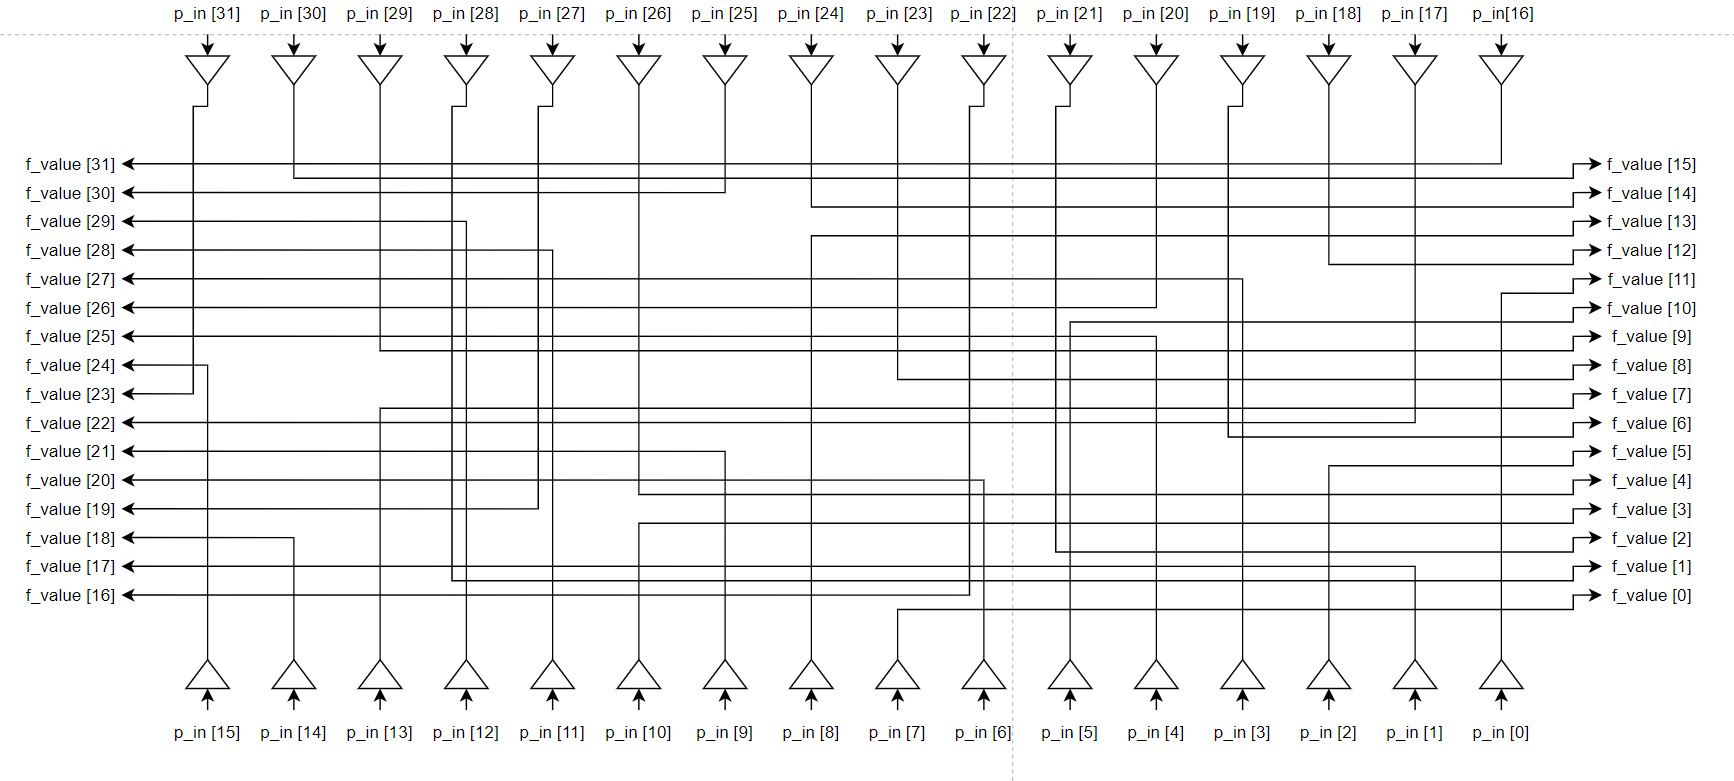 p_in [31] p_in [30] p_in [29] p_in [28] p_in [27] p_in [26] p_in [25] p_in [24] p_in [23] p_in [22] p_in [21] p_in [20] p_in [19] p_in [18] p_in [17] p_in[16]
f_value [31] f_value [15]
f_value [30] f_value [14]
f_value [29] f_value [13]
f_value [28] f_value [12]
f_value [27] f_value [11]
f_value [26] f_value [10]
f_value [25] f_value [9]
f_value [24] f_value [8]
f_value [23] f_value [7]
f_value [22] f_value [6]
f_value [21] f_value [5]
f_value [20] f_value [4]
f_value [19] f_value [3]
f_value [18] f_value [2]
f_value [17] f_value [1]
f_value [16] f_value [0]
p_in [15] p_in [14] p_in [13] p_in [12] p_in [11] p_in [10] p_in [9] p_in [8] p_in [7] p_in [6] p_in [5] p_in [4] p_in [3] p_in [2] p_in [1] p_in [0]